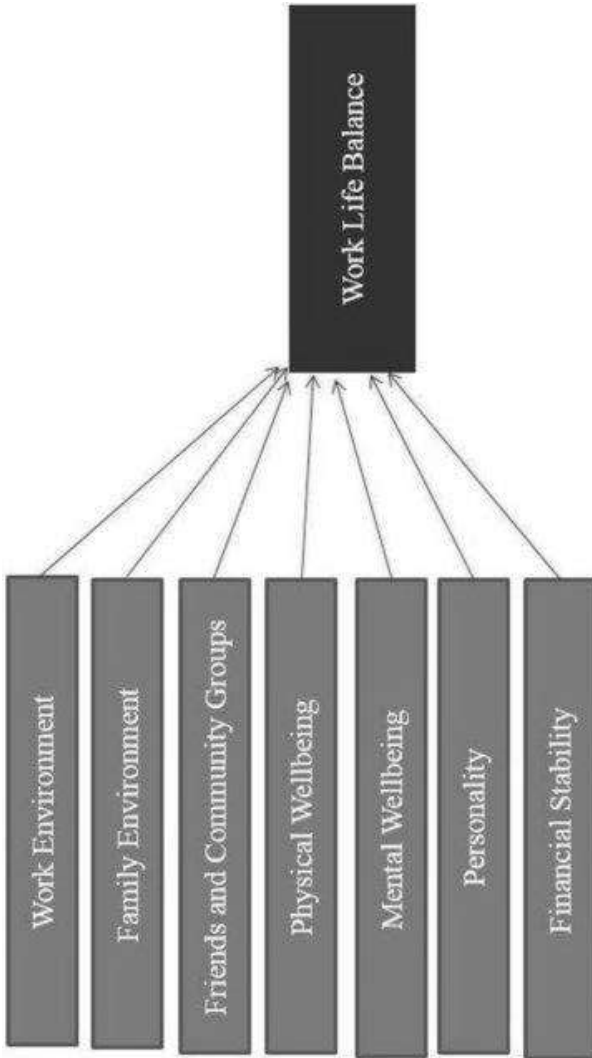 Work Environment
Family Environment
Friends and Community Groups
Physical Wellbeing
Mental Wellbeing
Personality
Financial Stability
Work Life Balance